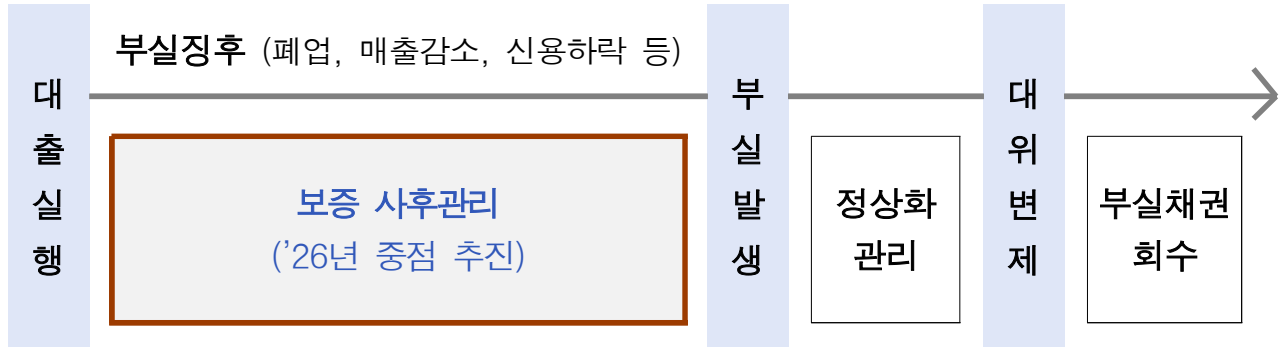 대출실행
부실징후 (폐업, 매출감소, 신용하락 등)
보증 사후관리
(’26년 중점 추진)
부실발생
정상화
관리
대위변제
부실채권
회수